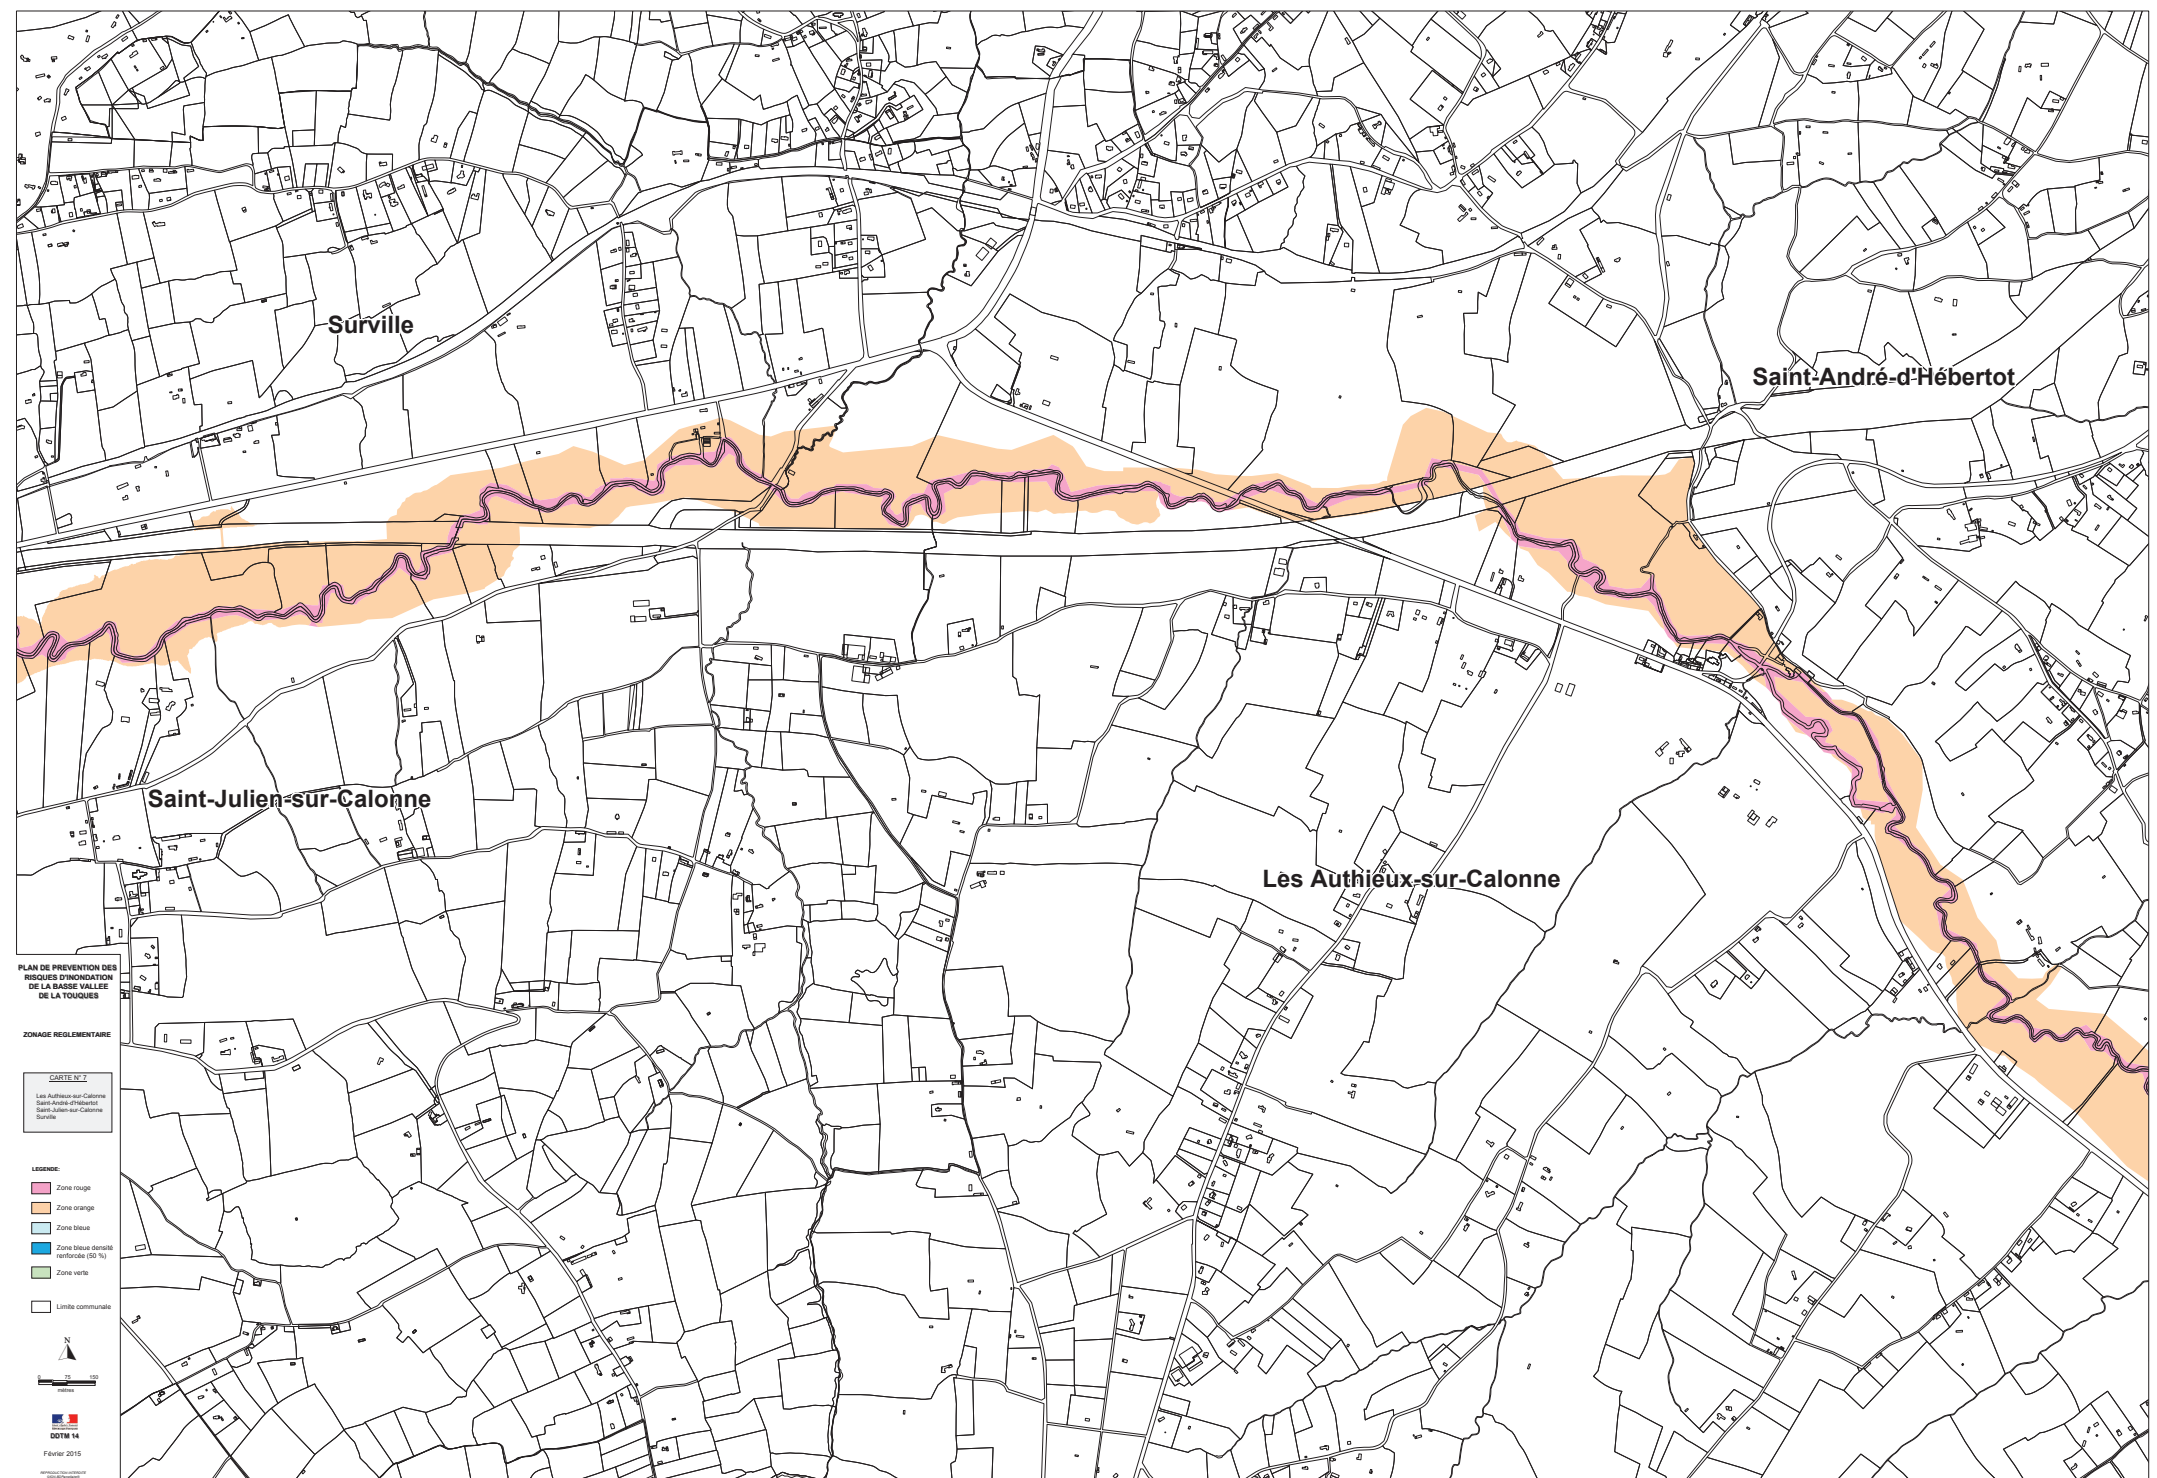 Surville
Saint-André-d'Hébertot
Saint-Julien-sur-Calonne
Les Authieux-sur-Calonne
PLAN DE PREVENTION DES
RISQUES D'INONDATION
DE LA BASSE VALLEE
DE LA TOUQUES
ZONAGE REGLEMENTAIRE
CARTE N° 7
Les Authieux-sur-Calonne
Saint-André-d'Hébertot
Saint-Julien-sur-Calonne
Surville
LEGENDE:
Zone rouge
Zone orange
Zone bleue
Zone bleue densité
renforcée (50 %)
Zone verte
Limite communale
N
0 75 150
mètres
DDTM 14
Février 2015
REPRODUCTION INTERDITE